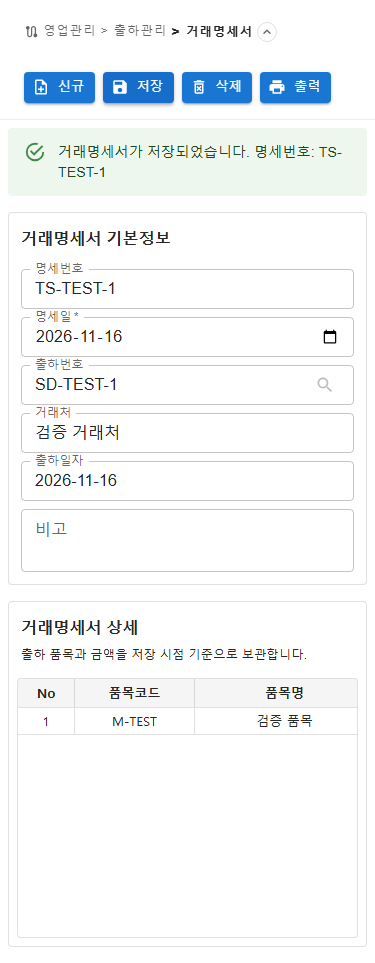 영업관리 > 출하관리 > 거래명세서
신규 저장 삭제 출력
거래명세서가 저장되었습니다. 명세번호: TS-
TEST-1
거래명세서 기본정보
명세번호
TS-TEST-1
명세일 *
2026-11-16
출하번호
SD-TEST-1
거래처
검증 거래처
출하일자
2026-11-16
비고
거래명세서 상세
출하 품목과 금액을 저장 시점 기준으로 보관합니다.
No 품목코드 품목명
1 M-TEST 검증 품목